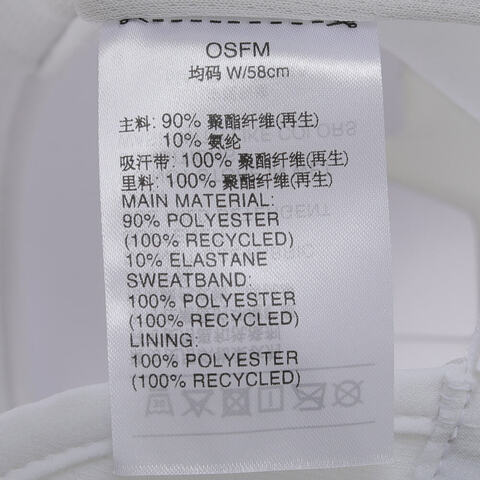 OSFM
均码 W/58cm
主料: 90% 聚酯纤维(再生)
10% 氨纶
吸汗带: 100% 聚酯纤维(再生)
里料: 100% 聚酯纤维(再生)
MAIN MATERIAL:
90% POLYESTER
(100% RECYCLED)
10% ELASTANE
SWEATBAND:
100% POLYESTER
(100% RECYCLED)
LINING:
100% POLYESTER
(100% RECYCLED)